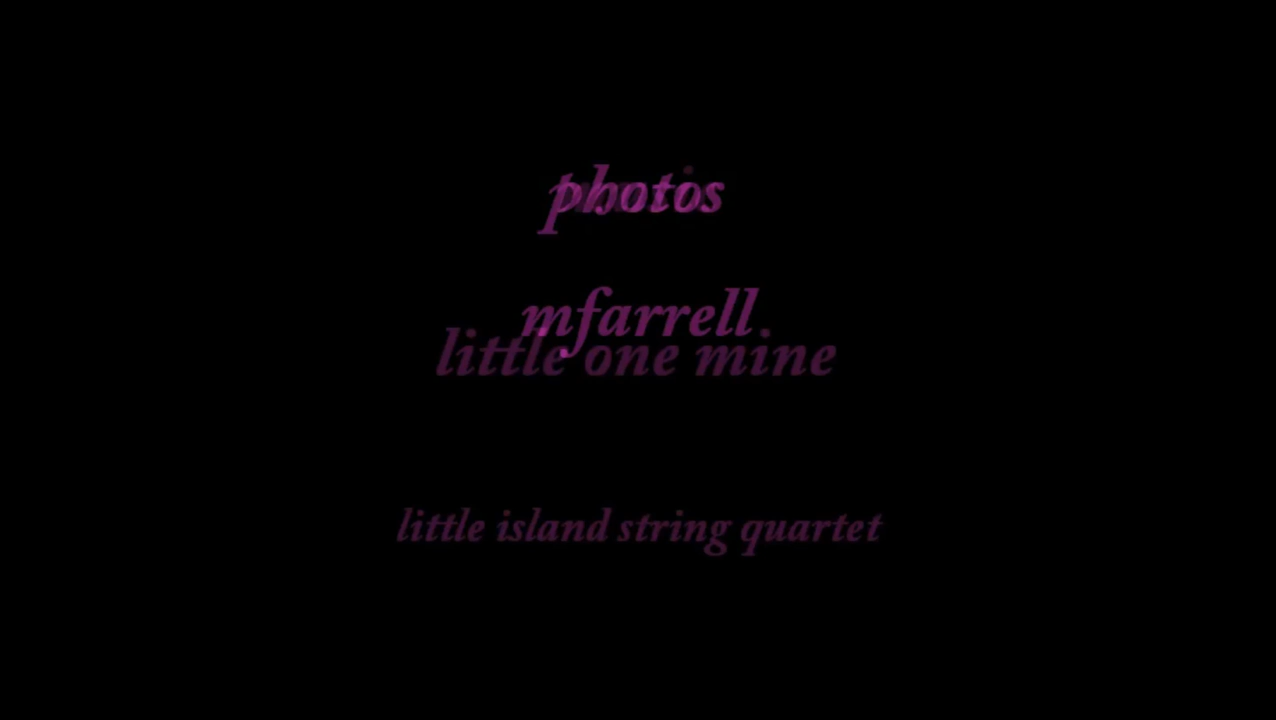 photos
mfarrell
little one mine
little island string quartet